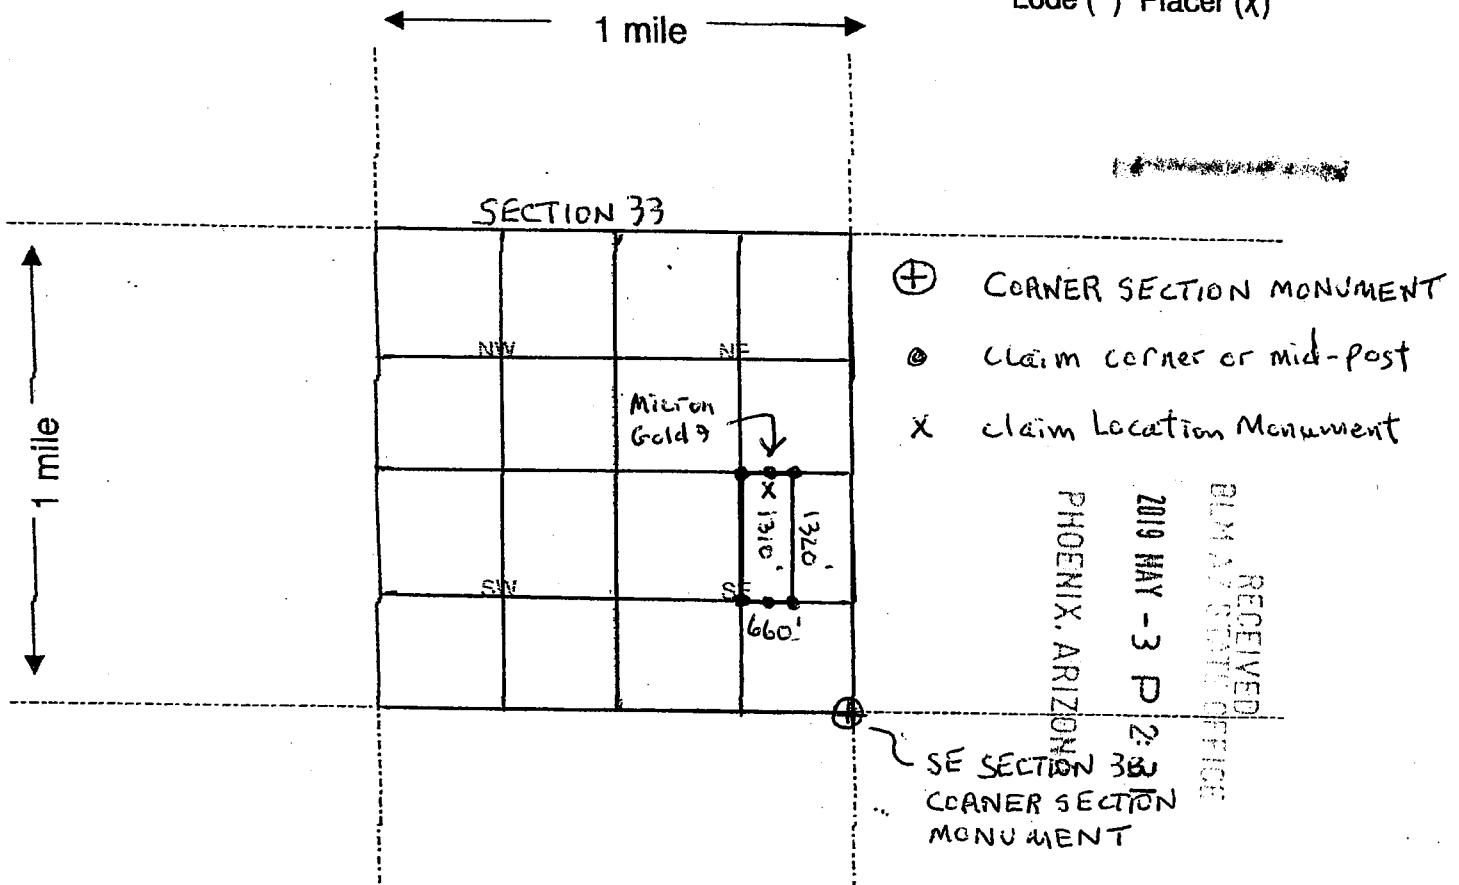 Lode ( ) Placer (X)
1 mile
SECTION 33
CORNER SECTION MONUMENT
NW
NE
claim corner or mid-post
Micron
Gold 9
claim Location Monument
1 mile
X
1310'
1320'
SW
SE
660'
RECEIVED
BLM AZ STATE OFFICE
2019 MAY -3 P 2:
PHOENIX, ARIZONA
SE SECTION
CORNER SECTION
MONUMENT